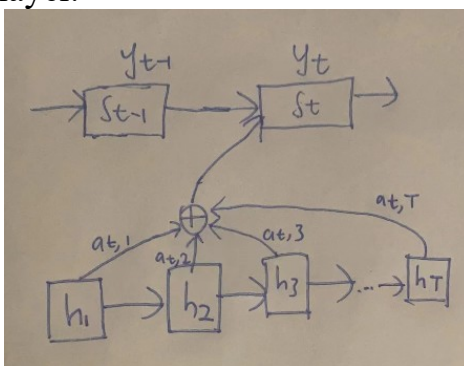 yt-1 yt
St-1 St
at,1 at,2 at,3 at,T
h1 h2 h3 ... hT